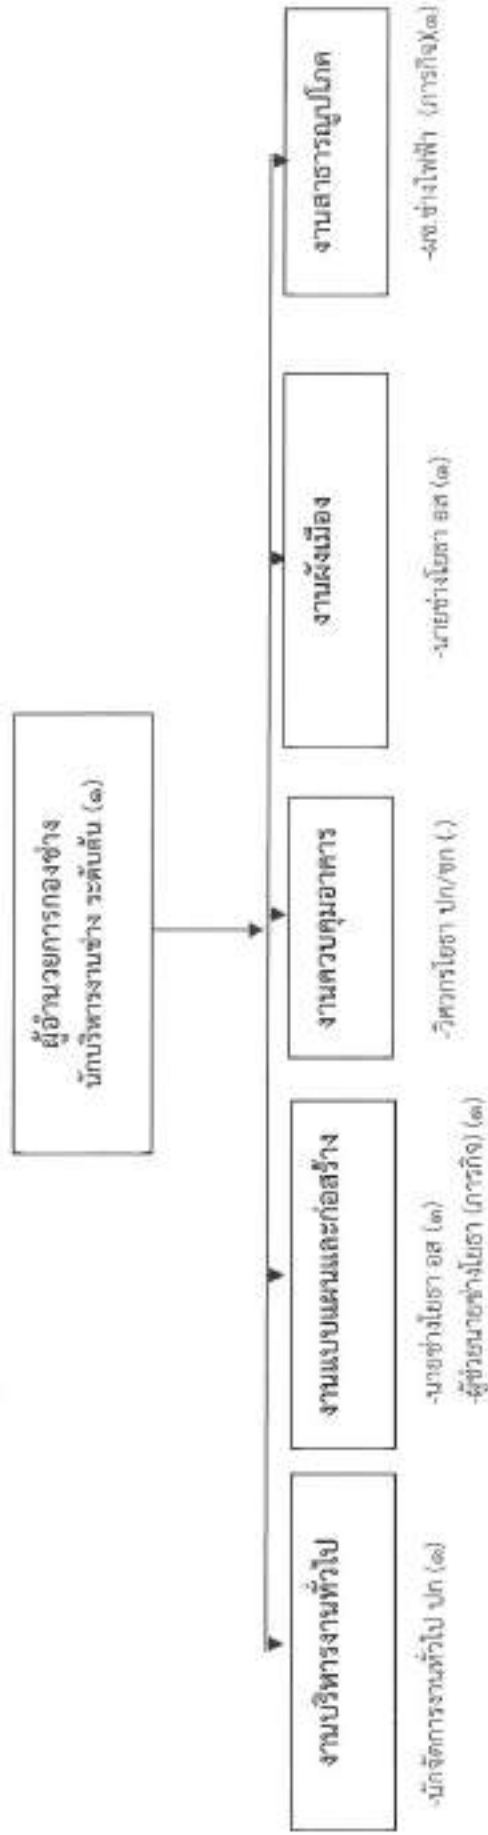 ผู้อำนวยการกองช่าง
นักบริหารงานช่าง ระดับต้น (๑)
งานบริหารงานทั่วไป
-นักจัดการงานทั่วไป ปก (๑)
งานแบบแผนและก่อสร้าง
-นายช่างโยธา อส (๑)
-ผู้ช่วยนายช่างโยธา (ภารกิจ) (๑)
งานควบคุมอาคาร
-วิศวกรโยธา ปก/ชก (-)
งานผังเมือง
-นายช่างโยธา อส (๑)
งานสาธารณูปโภค
-ผช.ช่างไฟฟ้า (ภารกิจ)(๑)